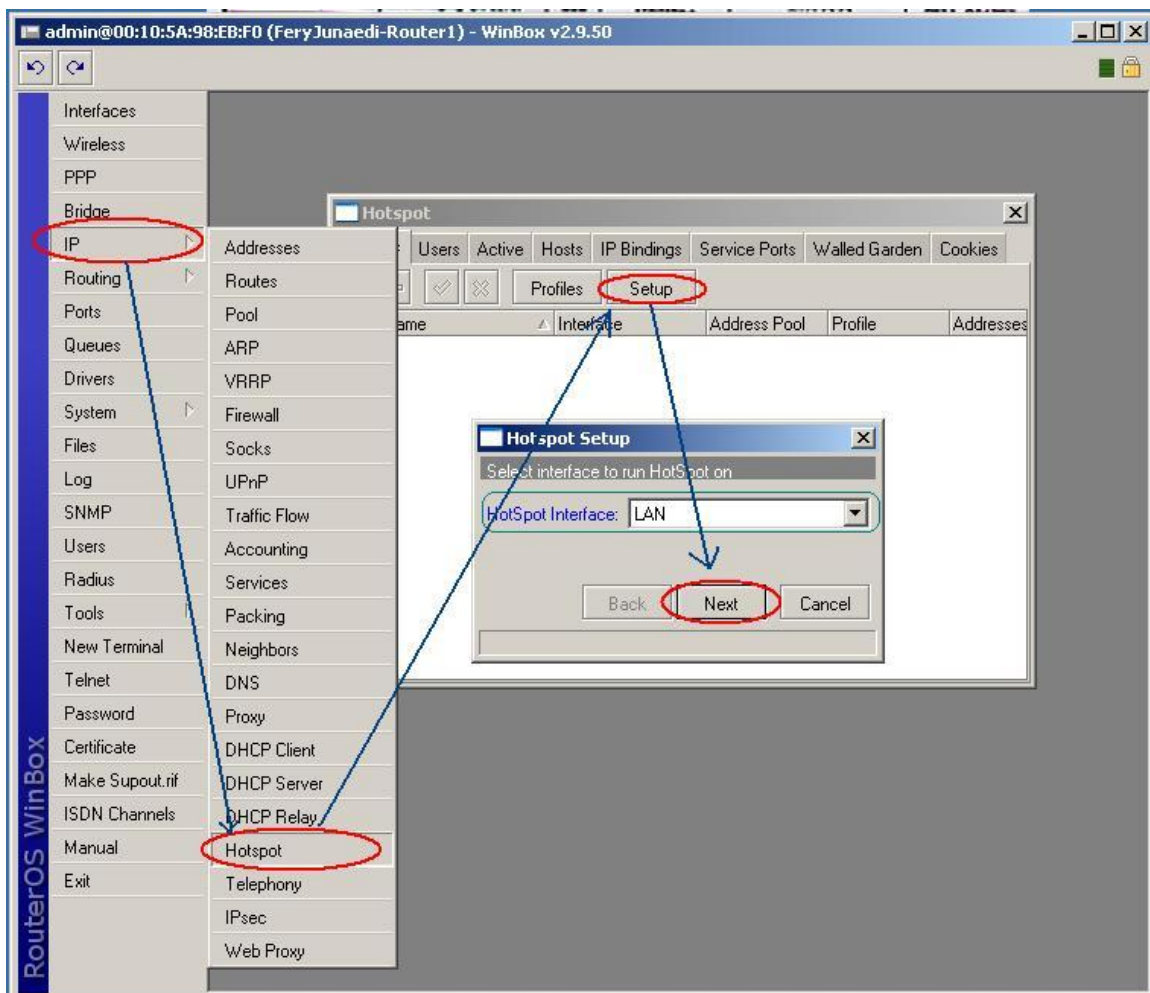 admin@00:10:5A:98:EB:F0 (FeryJunaedi-Router1) - WinBox v2.9.50
Interfaces
Wireless
PPP
Bridge
IP
Routing
Ports
Queues
Drivers
System
Files
Log
SNMP
Users
Radius
Tools
New Terminal
Telnet
Password
Certificate
Make Supout.rif
ISDN Channels
Manual
Exit
RouterOS WinBox
Addresses
Routes
Pool
ARP
VRRP
Firewall
Socks
UPnP
Traffic Flow
Accounting
Services
Packing
Neighbors
DNS
Proxy
DHCP Client
DHCP Server
DHCP Relay
Hotspot
Telephony
IPsec
Web Proxy
Hotspot
Users Active Hosts IP Bindings Service Ports Walled Garden Cookies
Profiles Setup
ame Interface Address Pool Profile Addresses
Hotspot Setup
Select interface to run HotSpot on
HotSpot Interface: LAN
Back Next Cancel